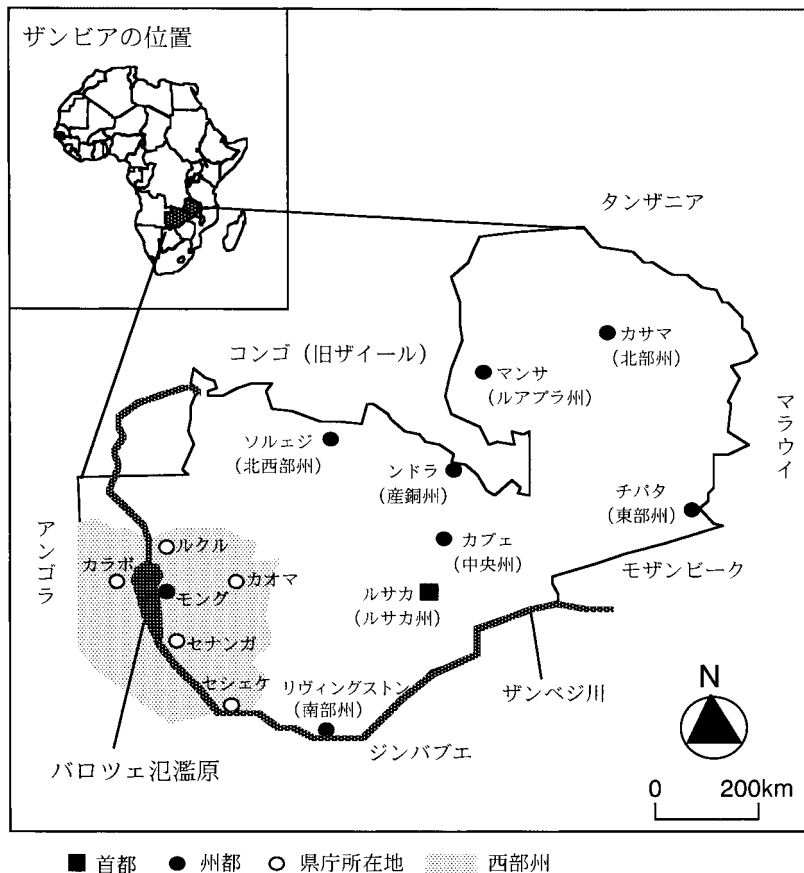 ザンビアの位置
タンザニア
カサマ
(北部州)
コンゴ(旧ザイール)
マンサ
(ルアプラ州)
マラウイ
ソルェジ
(北西部州)
ンドラ
(産銅州)
チパタ
(東部州)
アンゴラ
ルクル
カブェ
(中央州)
カラボ
カオマ
モザンビーク
モング
ルサカ
(ルサカ州)
セナンガ
セシェケ
リヴィングストン
(南部州)
ザンベジ川
N
バロツェ氾濫原
ジンバブエ
0 200km
■ 首都 ● 州都 ○ 県庁所在地 西部州